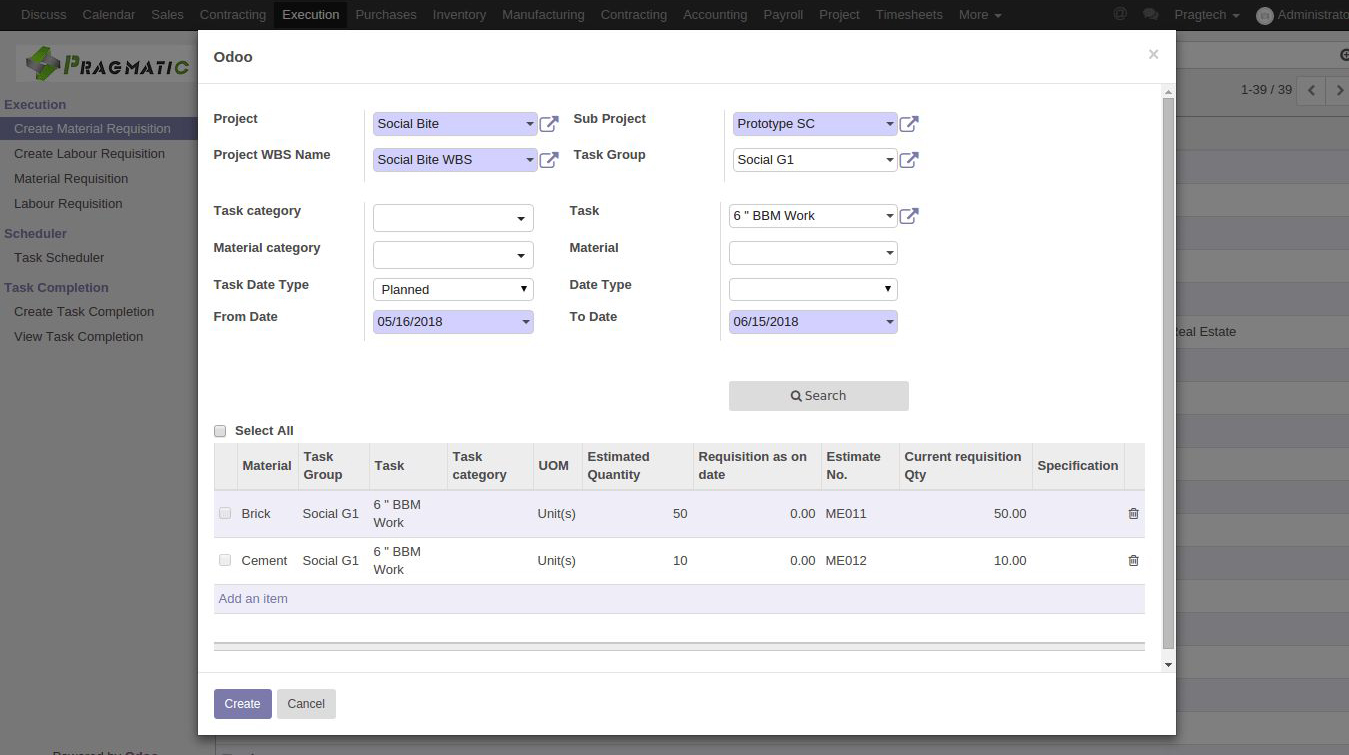 Discuss Calendar Sales Contracting Execution Purchases Inventory Manufacturing Contracting Accounting Payroll Project Timesheets More @ Pragtech Administrato
PRAGMATIC
Execution
Create Material Requisition
Create Labour Requisition
Material Requisition
Labour Requisition
Scheduler
Task Scheduler
Task Completion
Create Task Completion
View Task Completion
Powered by Odoo
1-39 / 39
eal Estate
Odoo ×
Project Social Bite Sub Project Prototype SC
Project WBS Name Social Bite WBS Task Group Social G1
Task category Task 6 " BBM Work
Material category Material
Task Date Type Planned Date Type
From Date 05/16/2018 To Date 06/15/2018
Search
Select All
Material Task Group Task Task category UOM Estimated Quantity Requisition as on date Estimate No. Current requisition Qty Specification
Brick Social G1 6 " BBM Work Unit(s) 50 0.00 ME011 50.00
Cement Social G1 6 " BBM Work Unit(s) 10 0.00 ME012 10.00
Add an item
Create Cancel